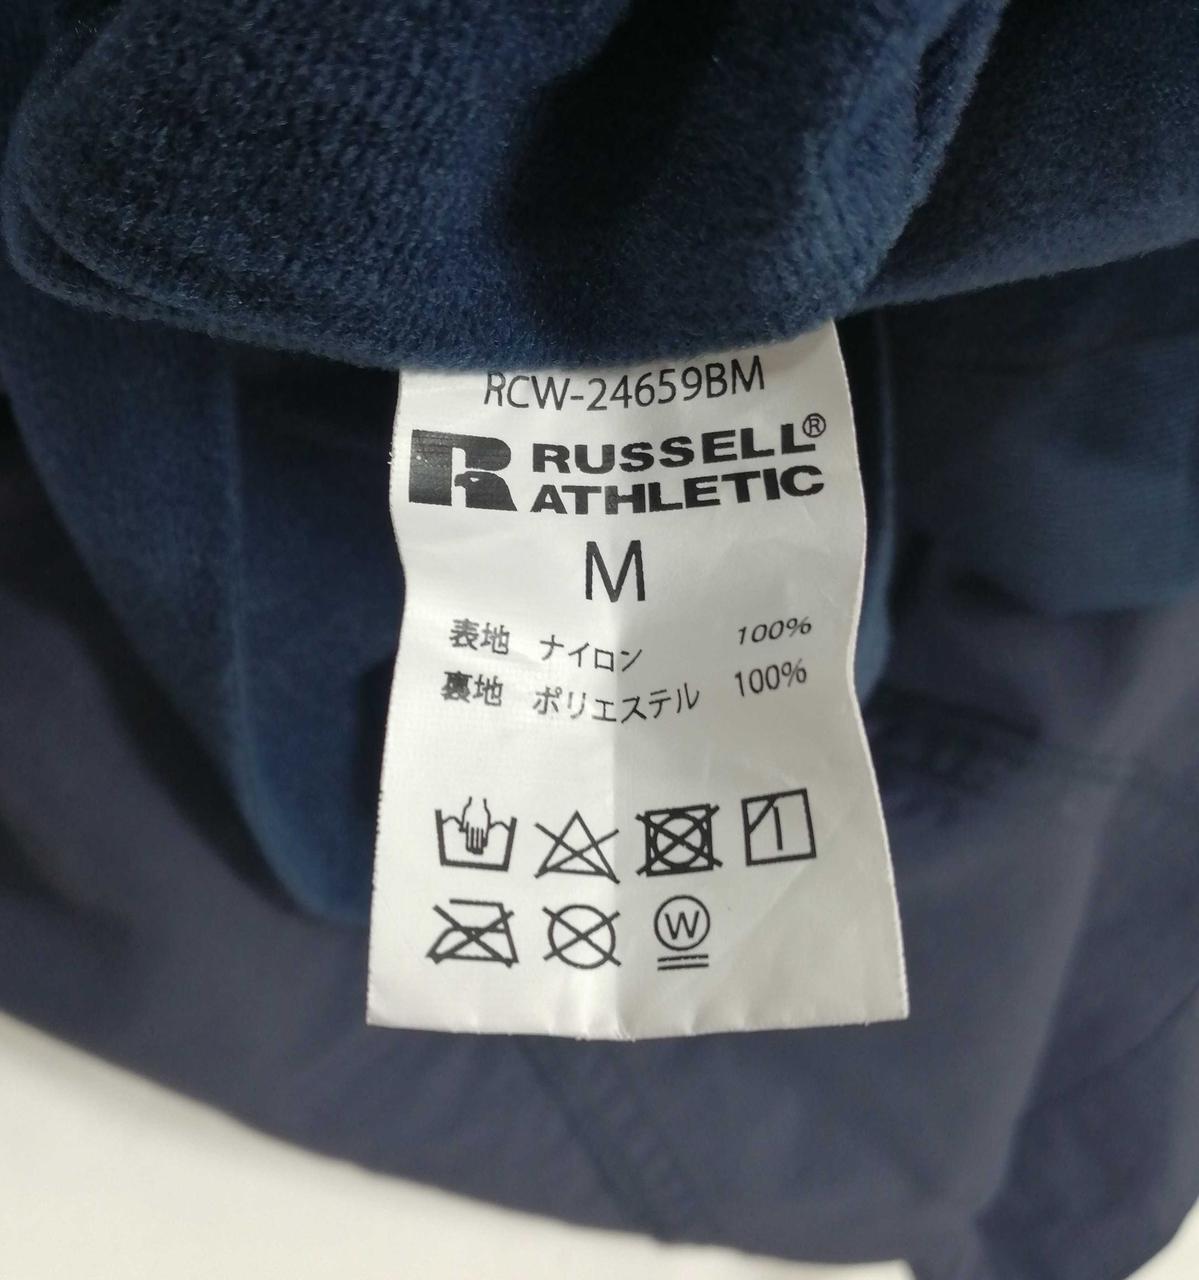 RCW-24659BM
RUSSELL®
ATHLETIC
M
表地 ナイロン 100%
裏地 ポリエステル 100%
W